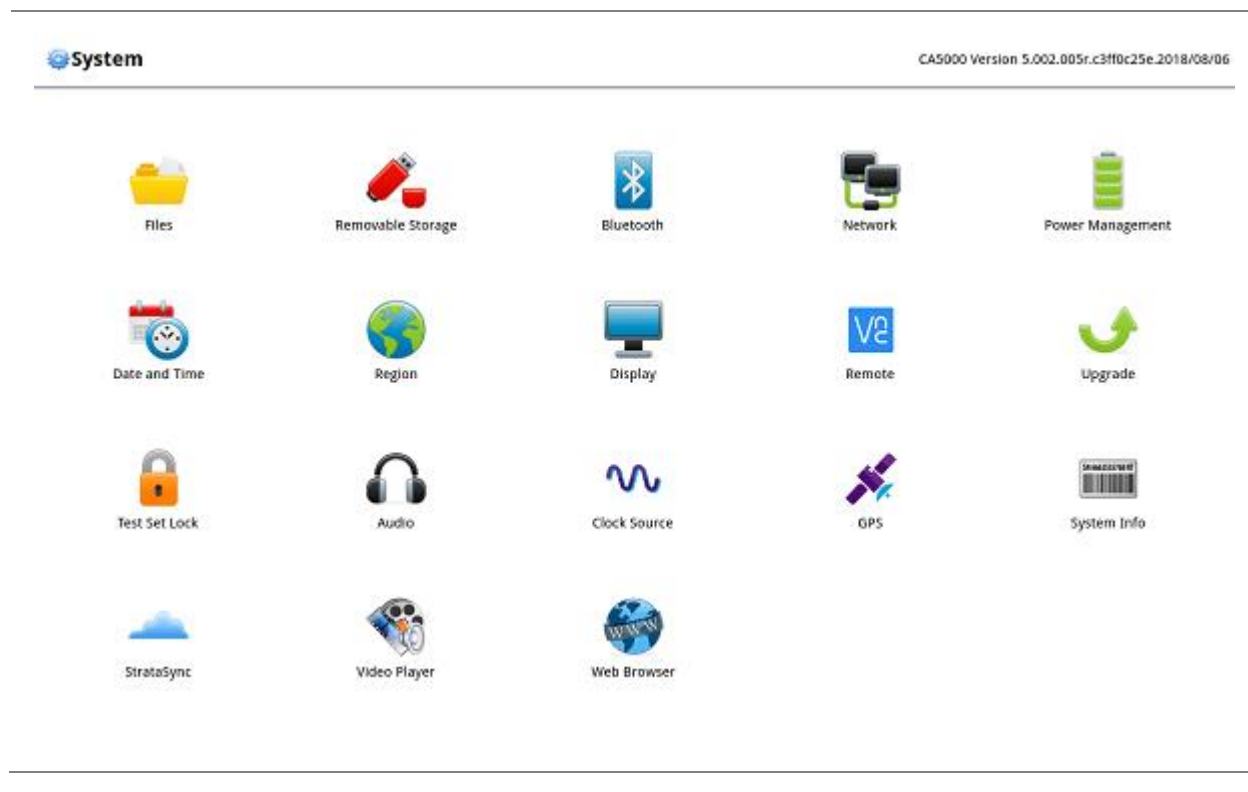 System
CA5000 Version 5.002.005r.c3ff0c25e.2018/08/06
Files
Removable Storage
Bluetooth
Network
Power Management
Date and Time
Region
Display
Remote
Upgrade
Test Set Lock
Audio
Clock Source
GPS
System Info
StrataSync
Video Player
Web Browser
WWW